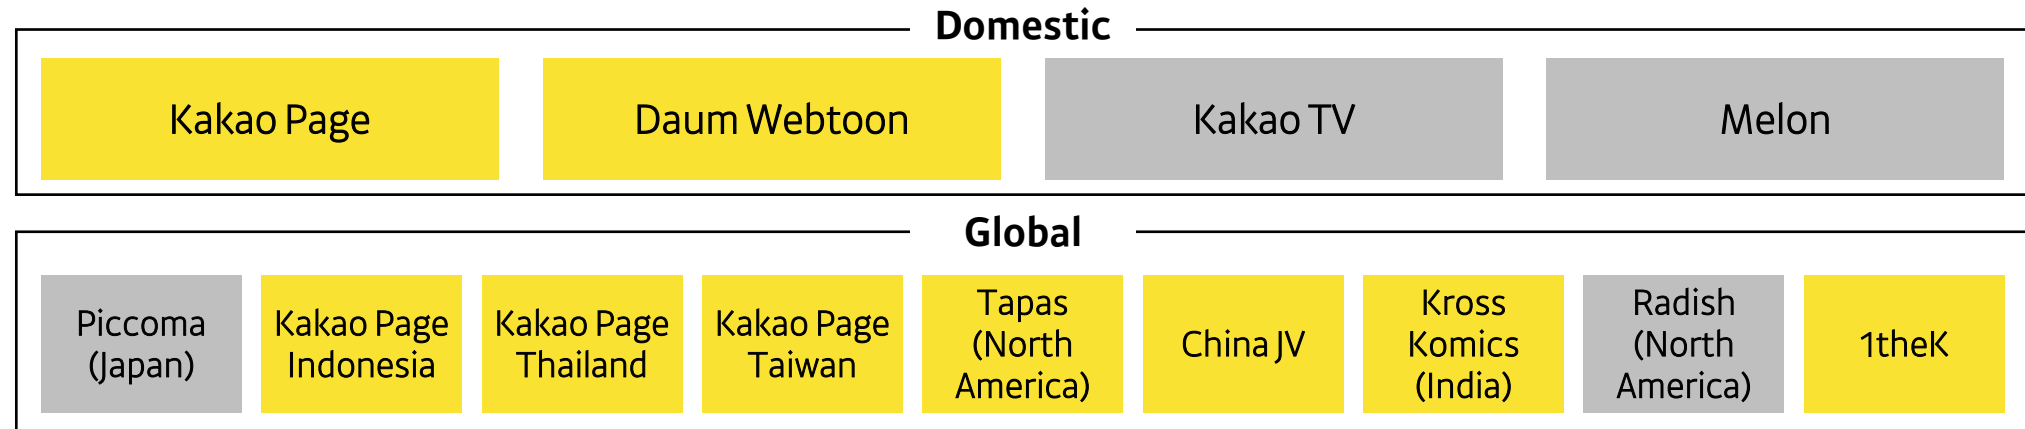 Domestic
Kakao Page
Daum Webtoon
Kakao TV
Melon
Global
Piccoma
(Japan)
Kakao Page
Indonesia
Kakao Page
Thailand
Kakao Page
Taiwan
Tapas
(North
America)
China JV
Kross
Komics
(India)
Radish
(North
America)
1theK